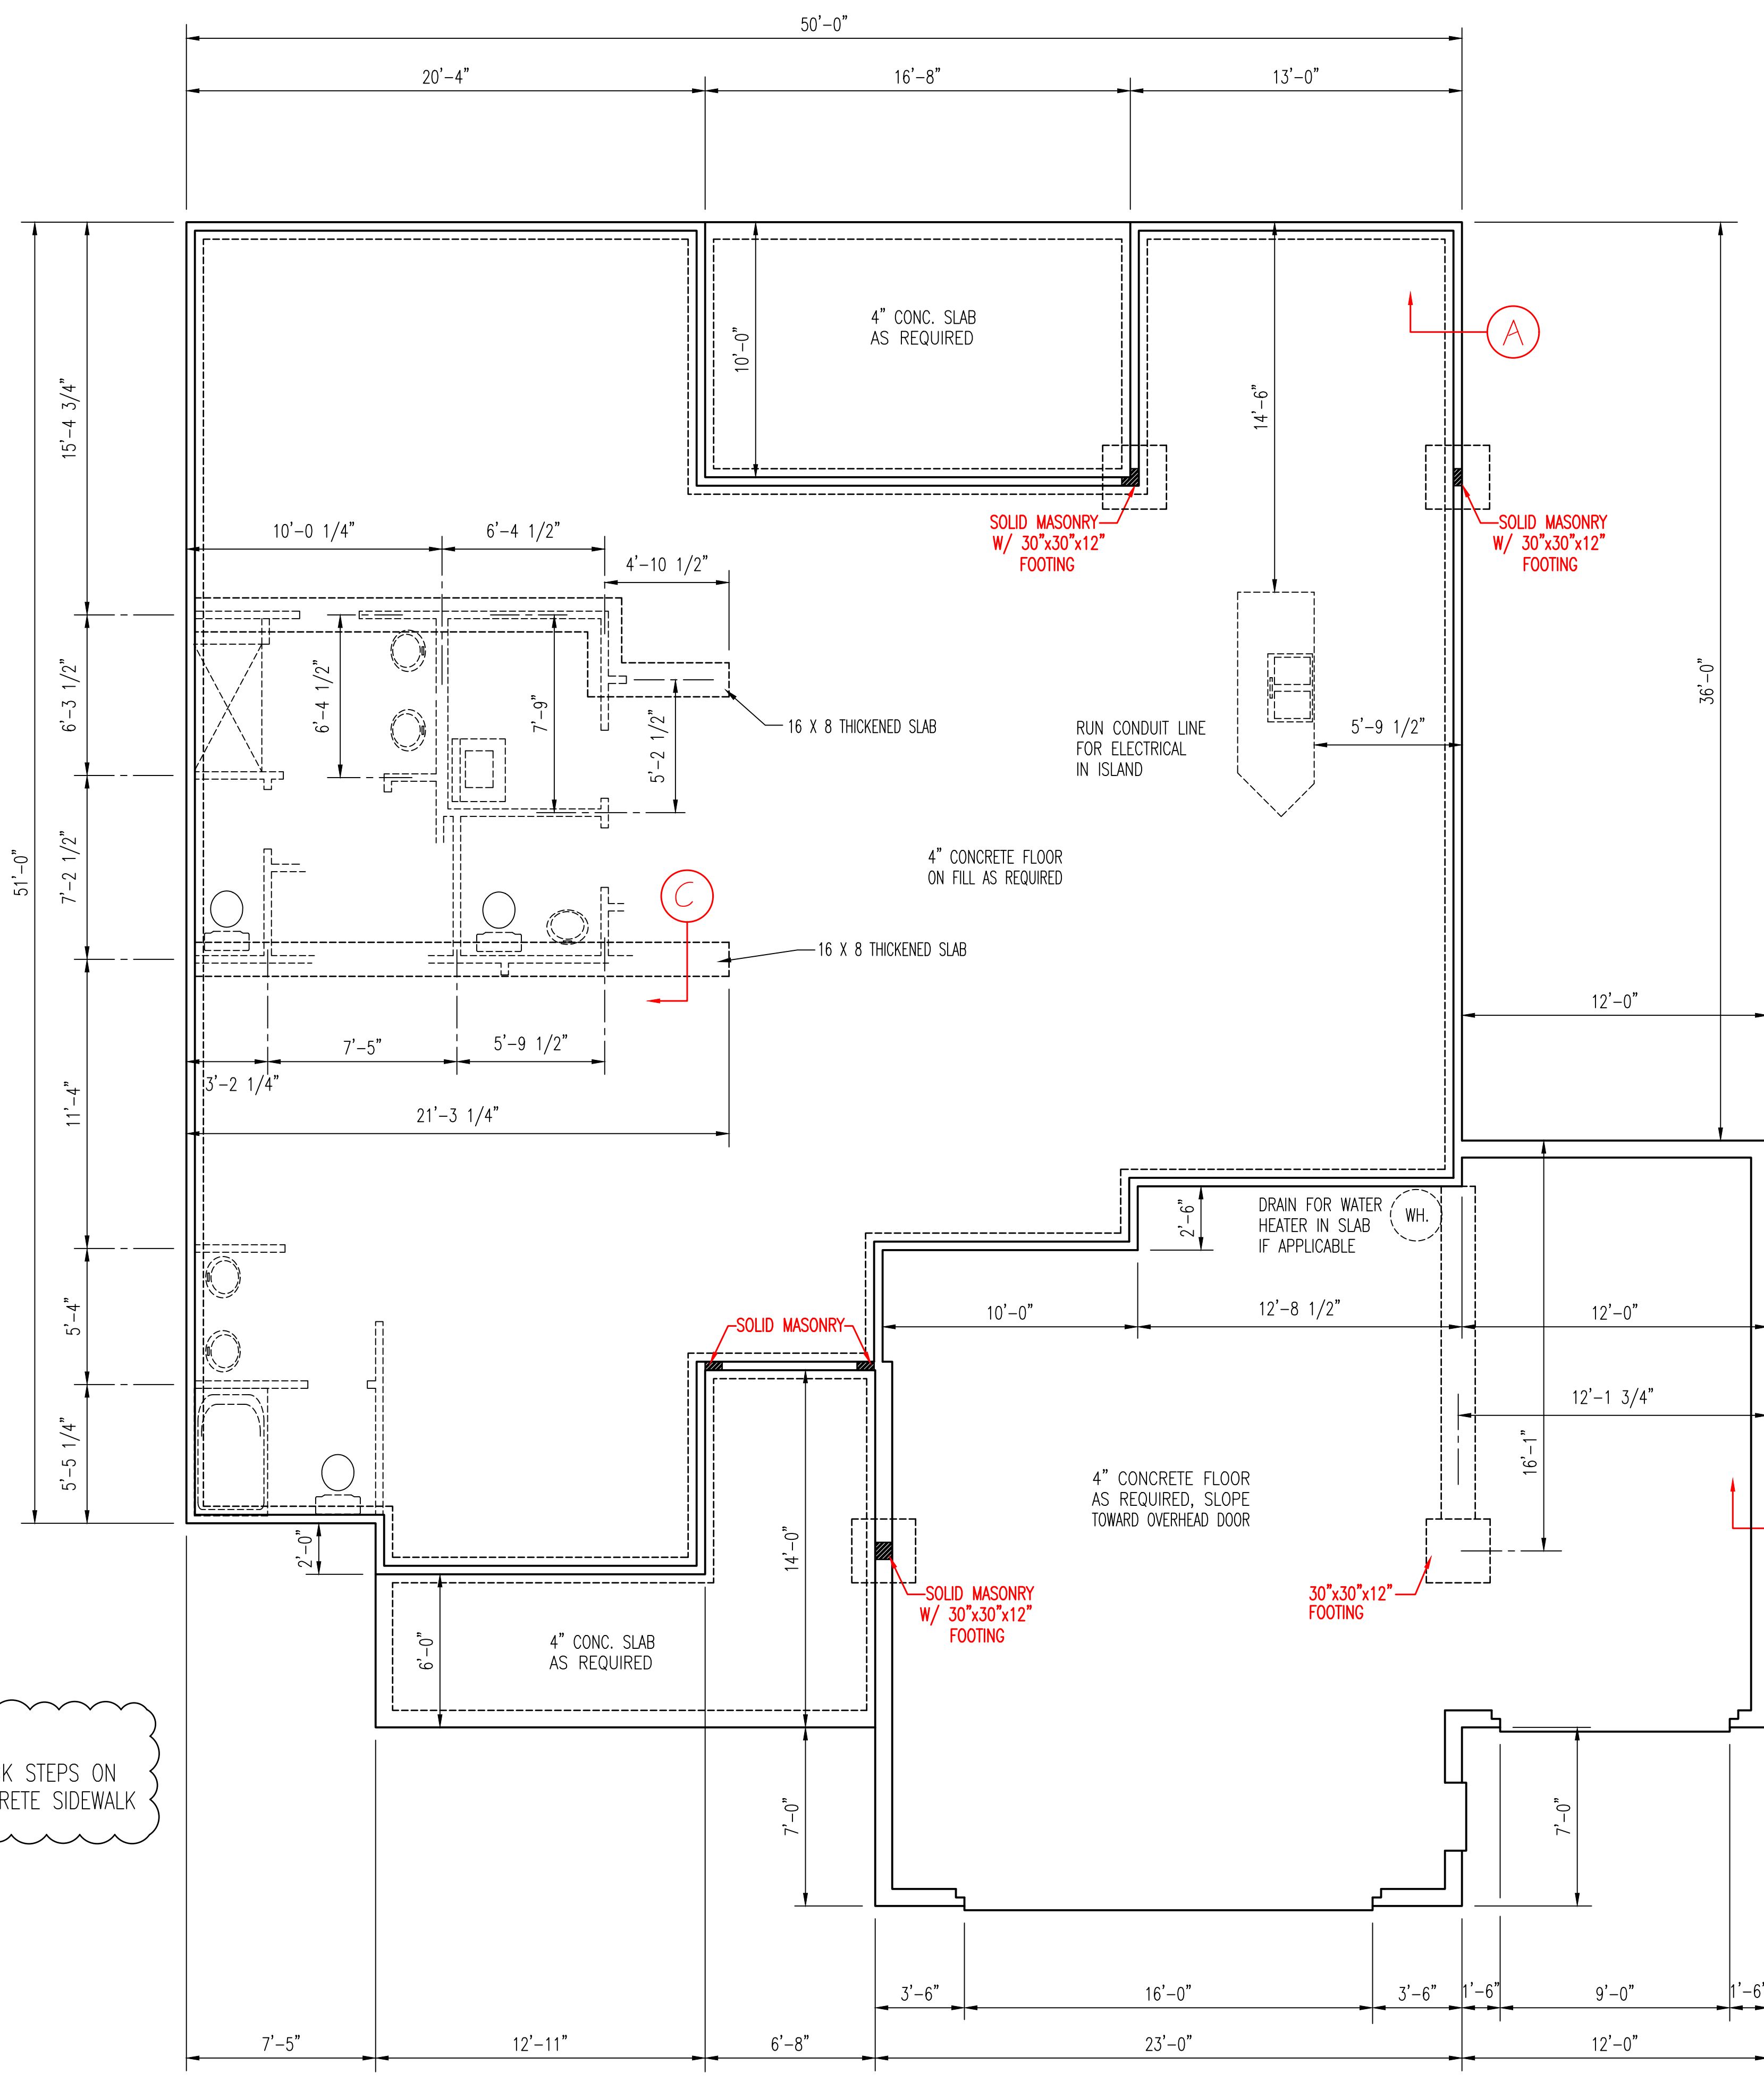 50'-0"
20'-4"
16'-8"
13'-0"
4" CONC. SLAB
AS REQUIRED
10'-0"
14'-6"
A
15'-4 3/4"
SOLID MASONRY
W/ 30"x30"x12"
FOOTING
SOLID MASONRY
W/ 30"x30"x12"
FOOTING
10'-0 1/4"
6'-4 1/2"
4'-10 1/2"
6'-3 1/2"
6'-4 1/2"
7'-9"
5'-2 1/2"
16 X 8 THICKENED SLAB
RUN CONDUIT LINE
FOR ELECTRICAL
IN ISLAND
5'-9 1/2"
36'-0"
51'-0"
7'-2 1/2"
4" CONCRETE FLOOR
ON FILL AS REQUIRED
C
16 X 8 THICKENED SLAB
12'-0"
7'-5"
5'-9 1/2"
3'-2 1/4"
11'-4"
21'-3 1/4"
2'-6"
DRAIN FOR WATER
HEATER IN SLAB
IF APPLICABLE
WH.
5'-4"
SOLID MASONRY
10'-0"
12'-8 1/2"
12'-0"
12'-1 3/4"
5'-5 1/4"
16'-1"
4" CONCRETE FLOOR
AS REQUIRED, SLOPE
TOWARD OVERHEAD DOOR
2'-0"
14'-0"
SOLID MASONRY
W/ 30"x30"x12"
FOOTING
30"x30"x12"
FOOTING
6'-0"
4" CONC. SLAB
AS REQUIRED
K STEPS ON
RETE SIDEWALK
7'-0"
7'-0"
3'-6"
16'-0"
3'-6"
1'-6"
9'-0"
1'-6"
7'-5"
12'-11"
6'-8"
23'-0"
12'-0"